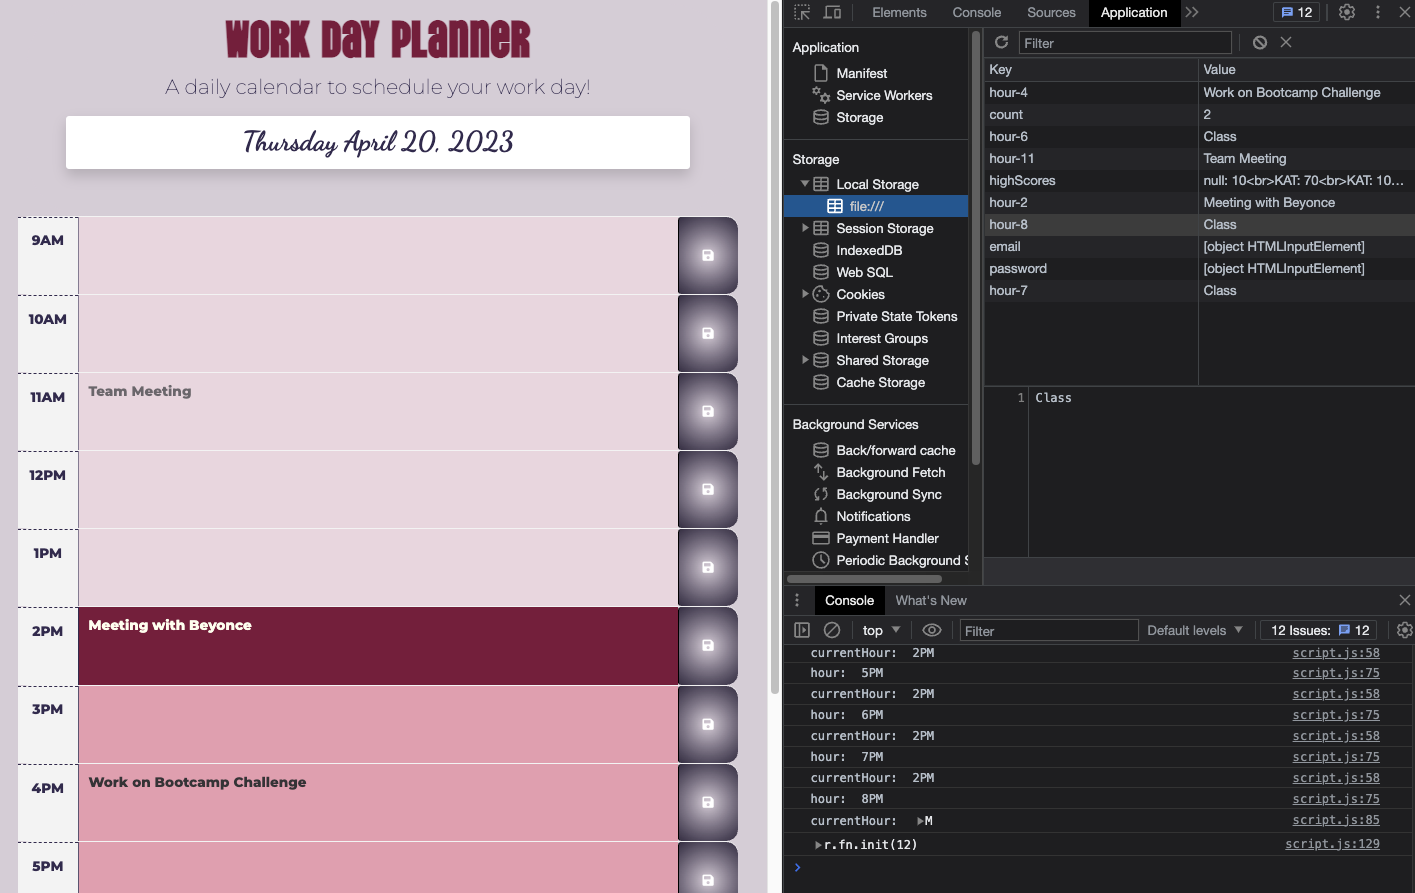 WORK DAY PLANNER
A daily calendar to schedule your work day!
Thursday April 20, 2023
9AM
10AM
11AM Team Meeting
12PM
1PM
2PM Meeting with Beyonce
3PM
4PM Work on Bootcamp Challenge
5PM
Elements Console Sources Application 12
Application
Manifest
Service Workers
Storage
Storage
Local Storage
file:///
Session Storage
IndexedDB
Web SQL
Cookies
Private State Tokens
Interest Groups
Shared Storage
Cache Storage
Background Services
Back/forward cache
Background Fetch
Background Sync
Notifications
Payment Handler
Periodic Background S
Filter
Key Value
hour-4 Work on Bootcamp Challenge
count 2
hour-6 Class
hour-11 Team Meeting
highScores null: 10<br>KAT: 70<br>KAT: 10…
hour-2 Meeting with Beyonce
hour-8 Class
email [object HTMLInputElement]
password [object HTMLInputElement]
hour-7 Class
1 Class
Console What's New
top Filter Default levels 12 Issues: 12
currentHour: 2PM script.js:58
hour: 5PM script.js:75
currentHour: 2PM script.js:58
hour: 6PM script.js:75
currentHour: 2PM script.js:58
hour: 7PM script.js:75
currentHour: 2PM script.js:58
hour: 8PM script.js:75
currentHour: M script.js:85
r.fn.init(12) script.js:129